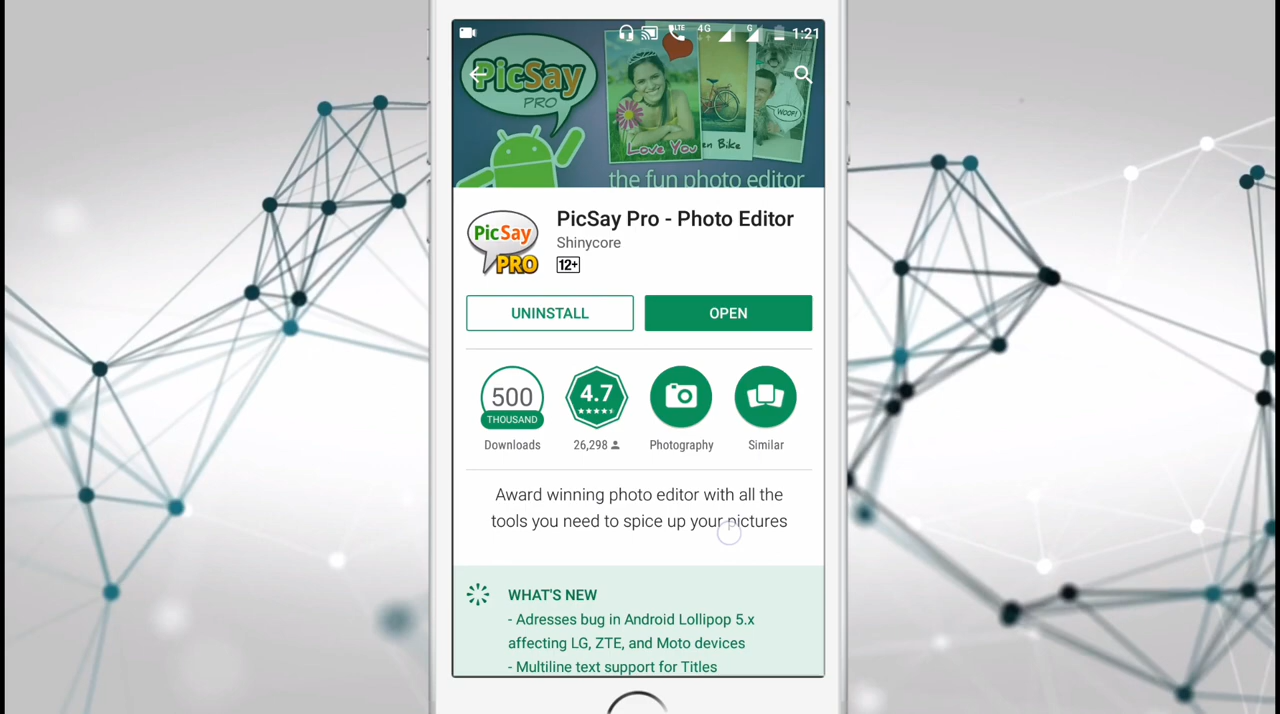 LTE 4G G 1:21
PicSay
PRO
WOOF!
Love You
en Bike
the fun photo editor
PicSay
PRO
PicSay Pro - Photo Editor
Shinycore
12+
UNINSTALL OPEN
500
THOUSAND
4.7
Downloads 26,298 Photography Similar
Award winning photo editor with all the
tools you need to spice up your pictures
WHAT'S NEW
- Adresses bug in Android Lollipop 5.x
affecting LG, ZTE, and Moto devices
- Multiline text support for Titles